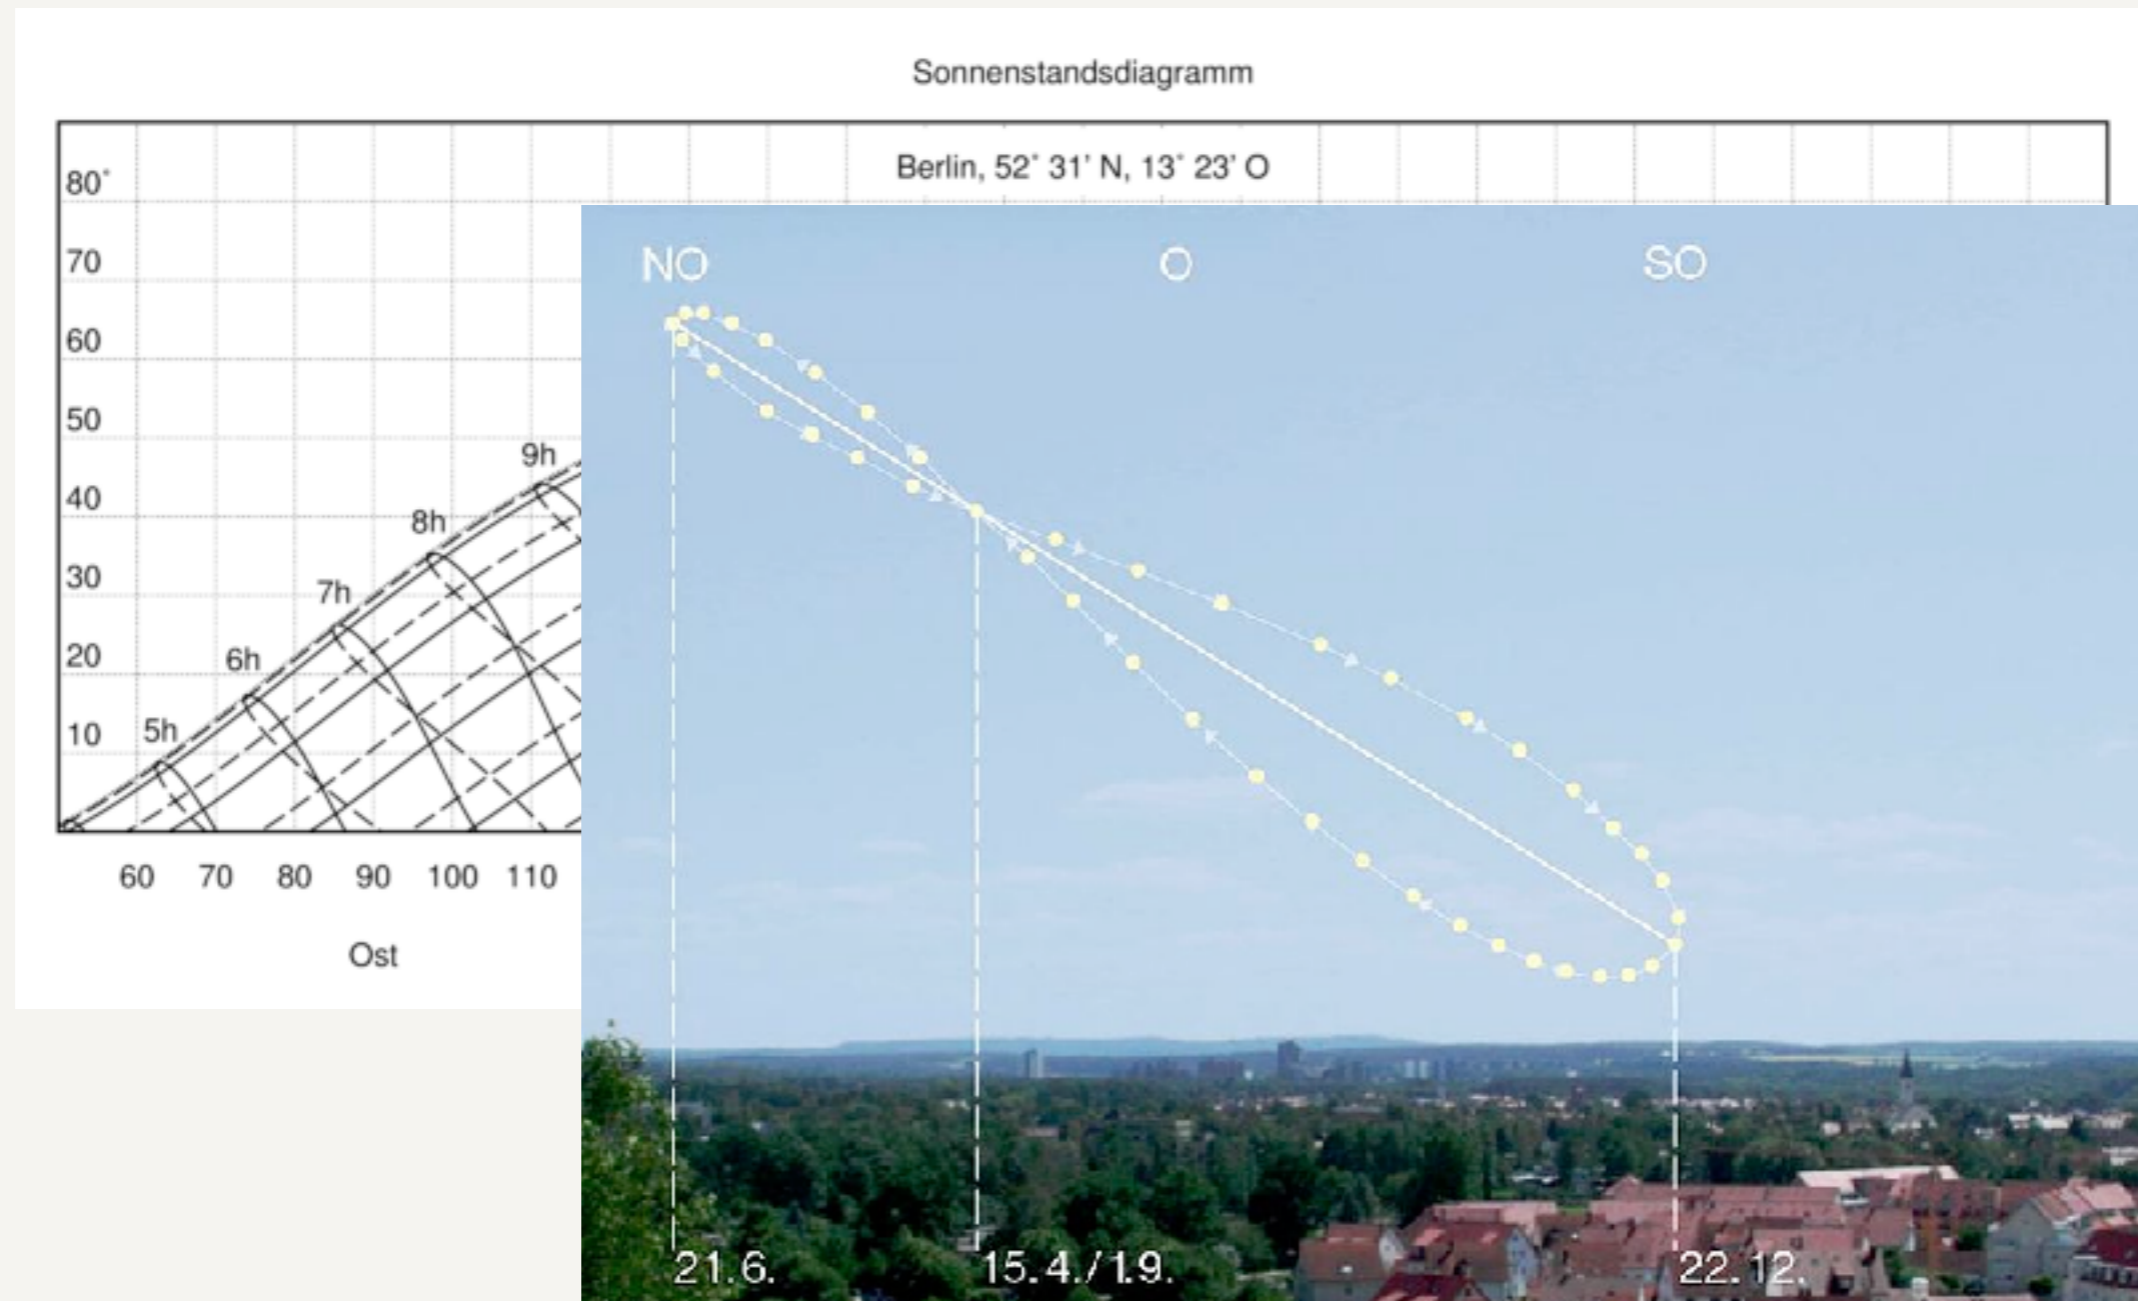 Sonnenstandsdiagramm
Berlin, 52° 31' N, 13° 23' O
80°
70
60
50
40
30
20
10
9h
8h
7h
6h
5h
60 70 80 90 100 110
Ost
NO O SO
21.6. 15.4./1.9. 22.12.